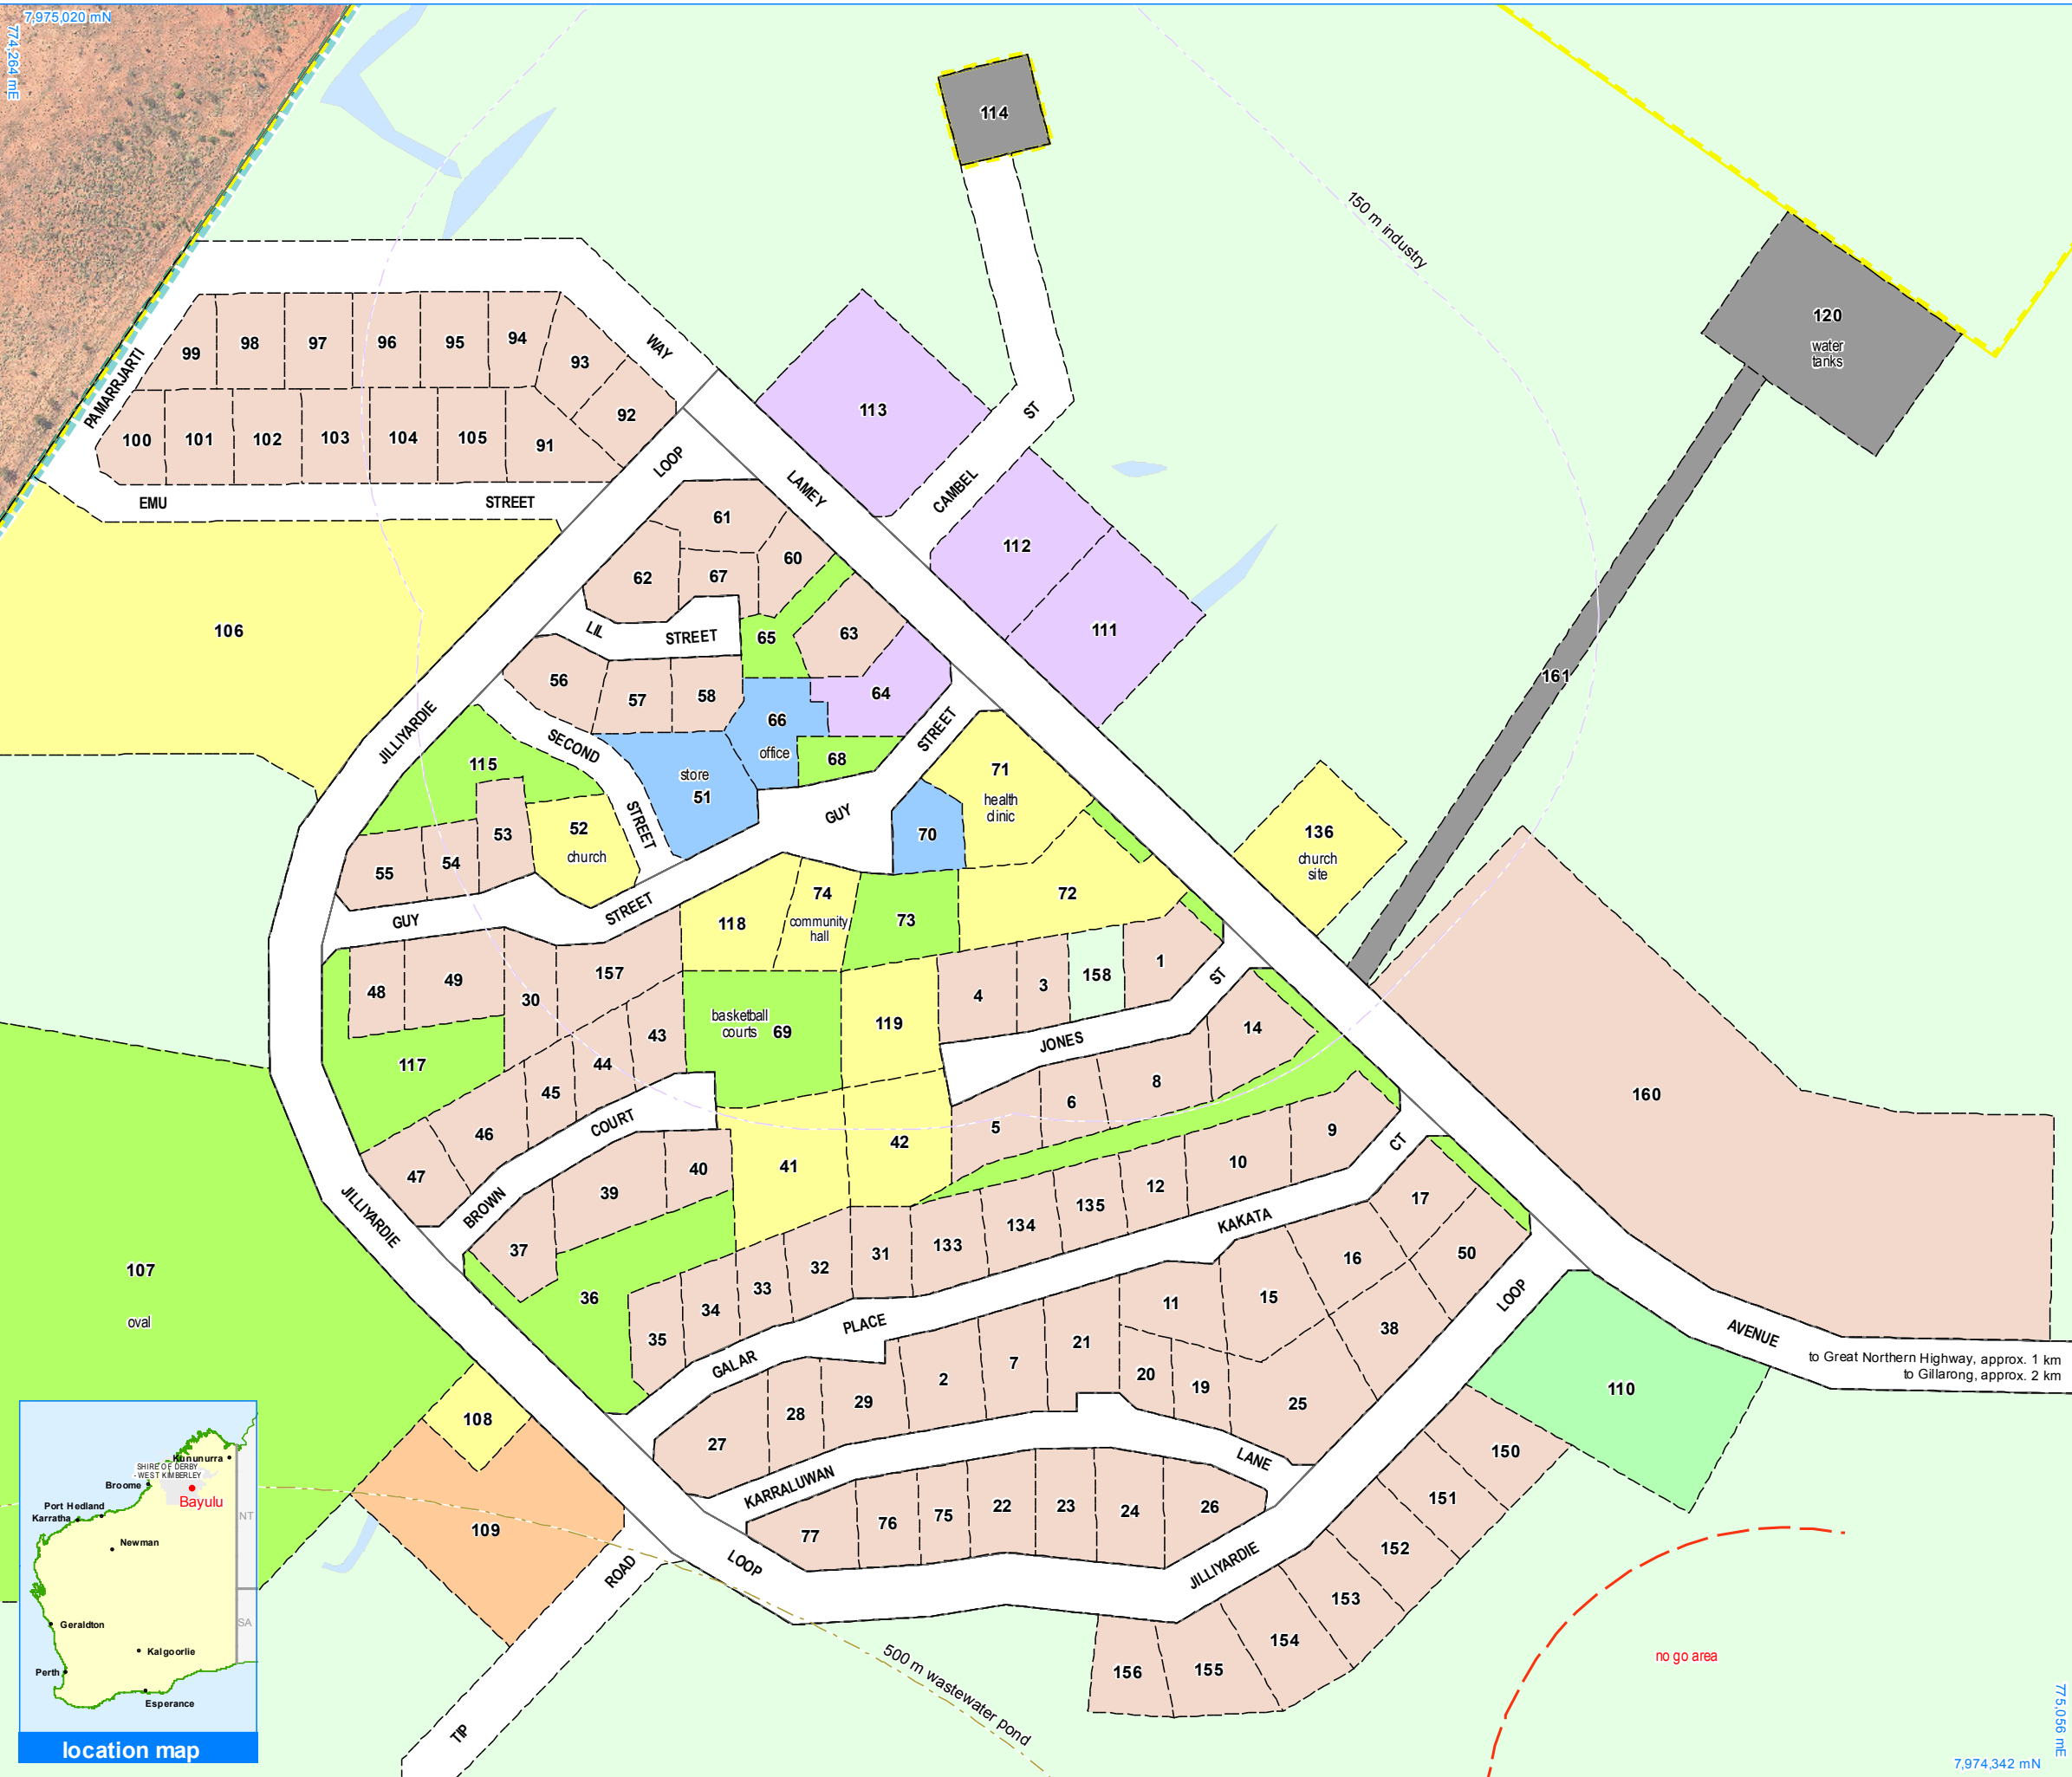 7,975,020 mN
774,264 mE
114
150 m industry
120
water
tanks
WAY
99
98
97
96
95
94
93
92
PAMARRJARTI
100
101
102
103
104
105
91
EMU
STREET
LOOP
LAMEY
113
ST
CAMBEL
112
111
161
61
60
62
67
LIL
STREET
65
63
64
56
57
58
66
office
106
JILLIYARDIE
SECOND
STREET
115
store
51
68
STREET
GUY
71
health
clinic
70
55
54
53
52
church
136
church
site
72
GUY
STREET
118
74
community
hall
73
48
49
30
157
4
3
158
1
ST
117
43
44
45
46
47
basketball
courts
69
119
JONES
14
8
6
5
160
BROWN
COURT
40
39
37
41
42
9
10
12
135
134
133
31
32
33
34
35
36
CT
KAKATA
17
50
16
15
11
38
LOOP
JILLIYARDIE
107
oval
GALAR
PLACE
27
28
29
2
7
21
20
19
25
AVENUE
to Great Northern Highway, approx. 1 km
to Gillarong, approx. 2 km
110
108
109
KARRALUWAN
LANE
77
76
75
22
23
24
26
150
151
152
153
154
155
156
ROAD
LOOP
JILLIYARDIE
TIP
500 m wastewater pond
no go area
Kununurra
SHIRE OF DERBY
- WEST KIMBERLEY
Broome
Bayulu
Port Hedland
Karratha
NT
Newman
SA
Geraldton
Kalgoorlie
Perth
Esperance
location map
775,056 mE
7,974,342 mN